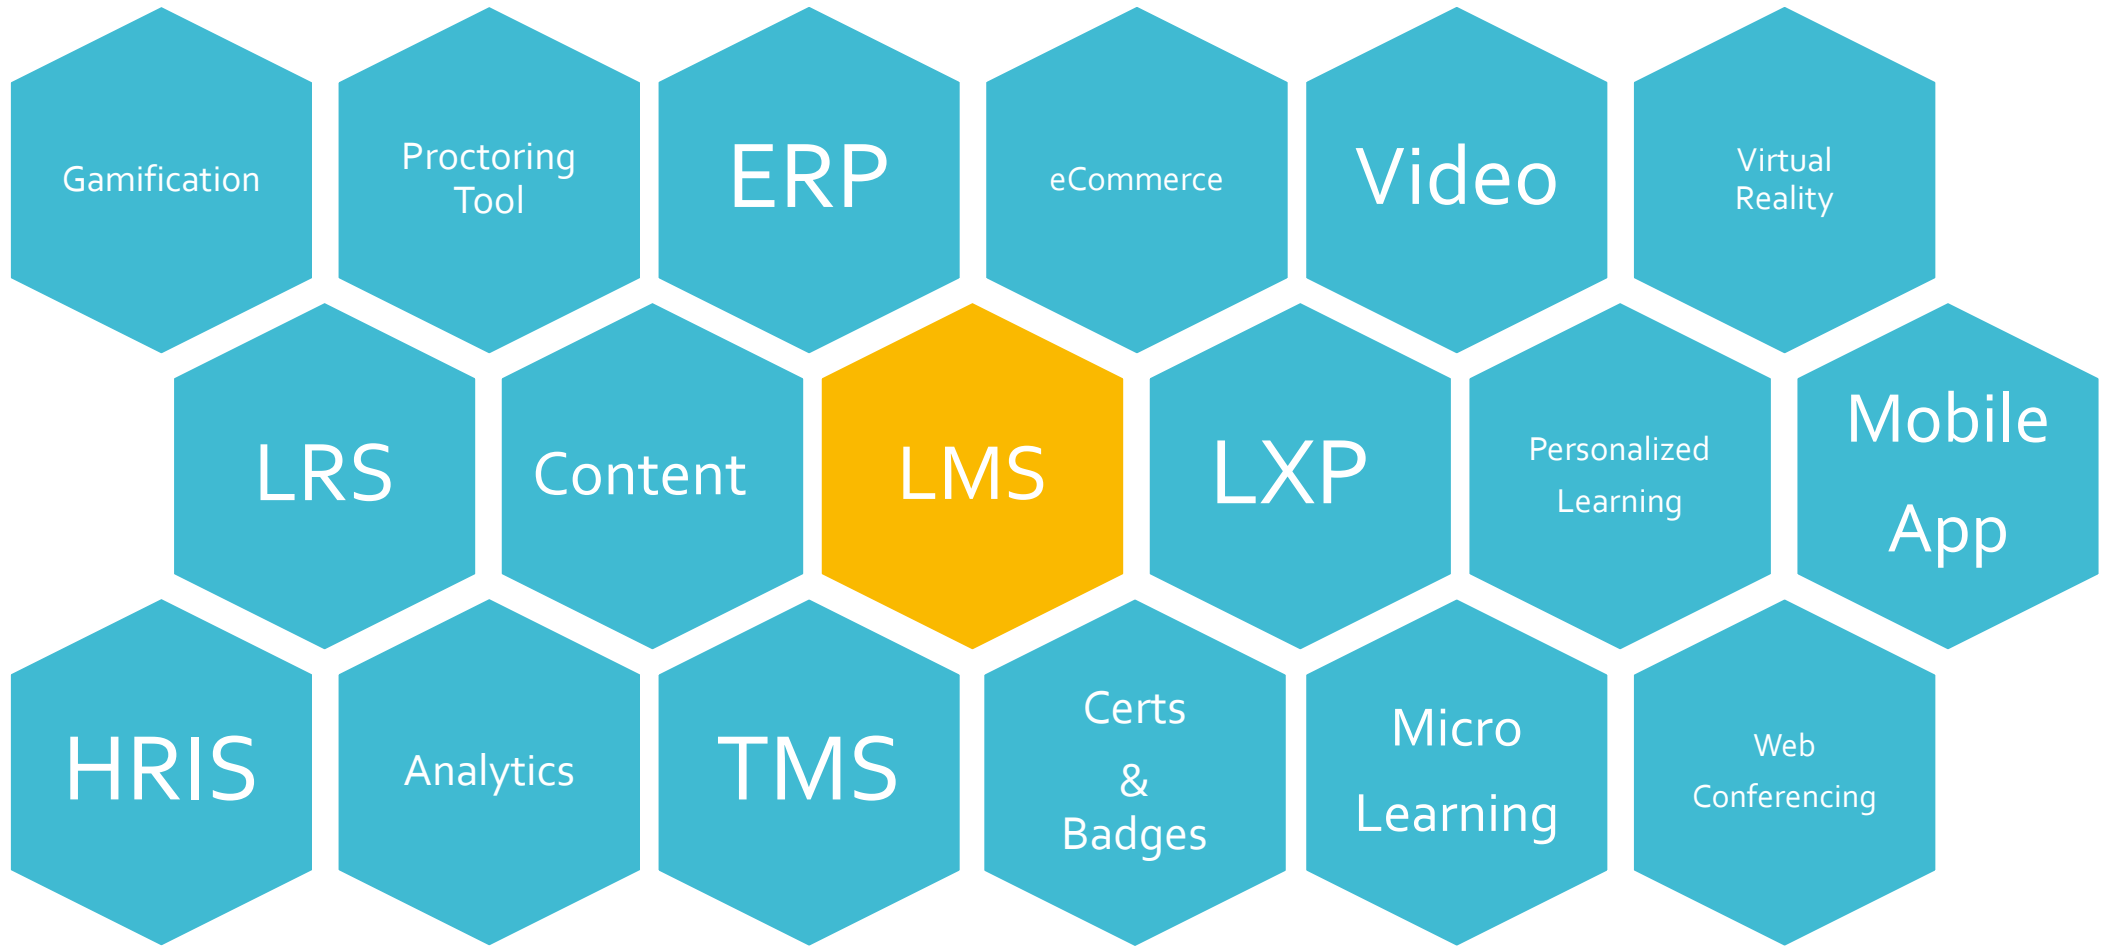 Gamification
Proctoring
Tool
ERP
eCommerce
Video
Virtual
Reality
LRS
Content
LMS
LXP
Personalized
Learning
Mobile
App
HRIS
Analytics
TMS
Certs
&
Badges
Micro
Learning
Web
Conferencing